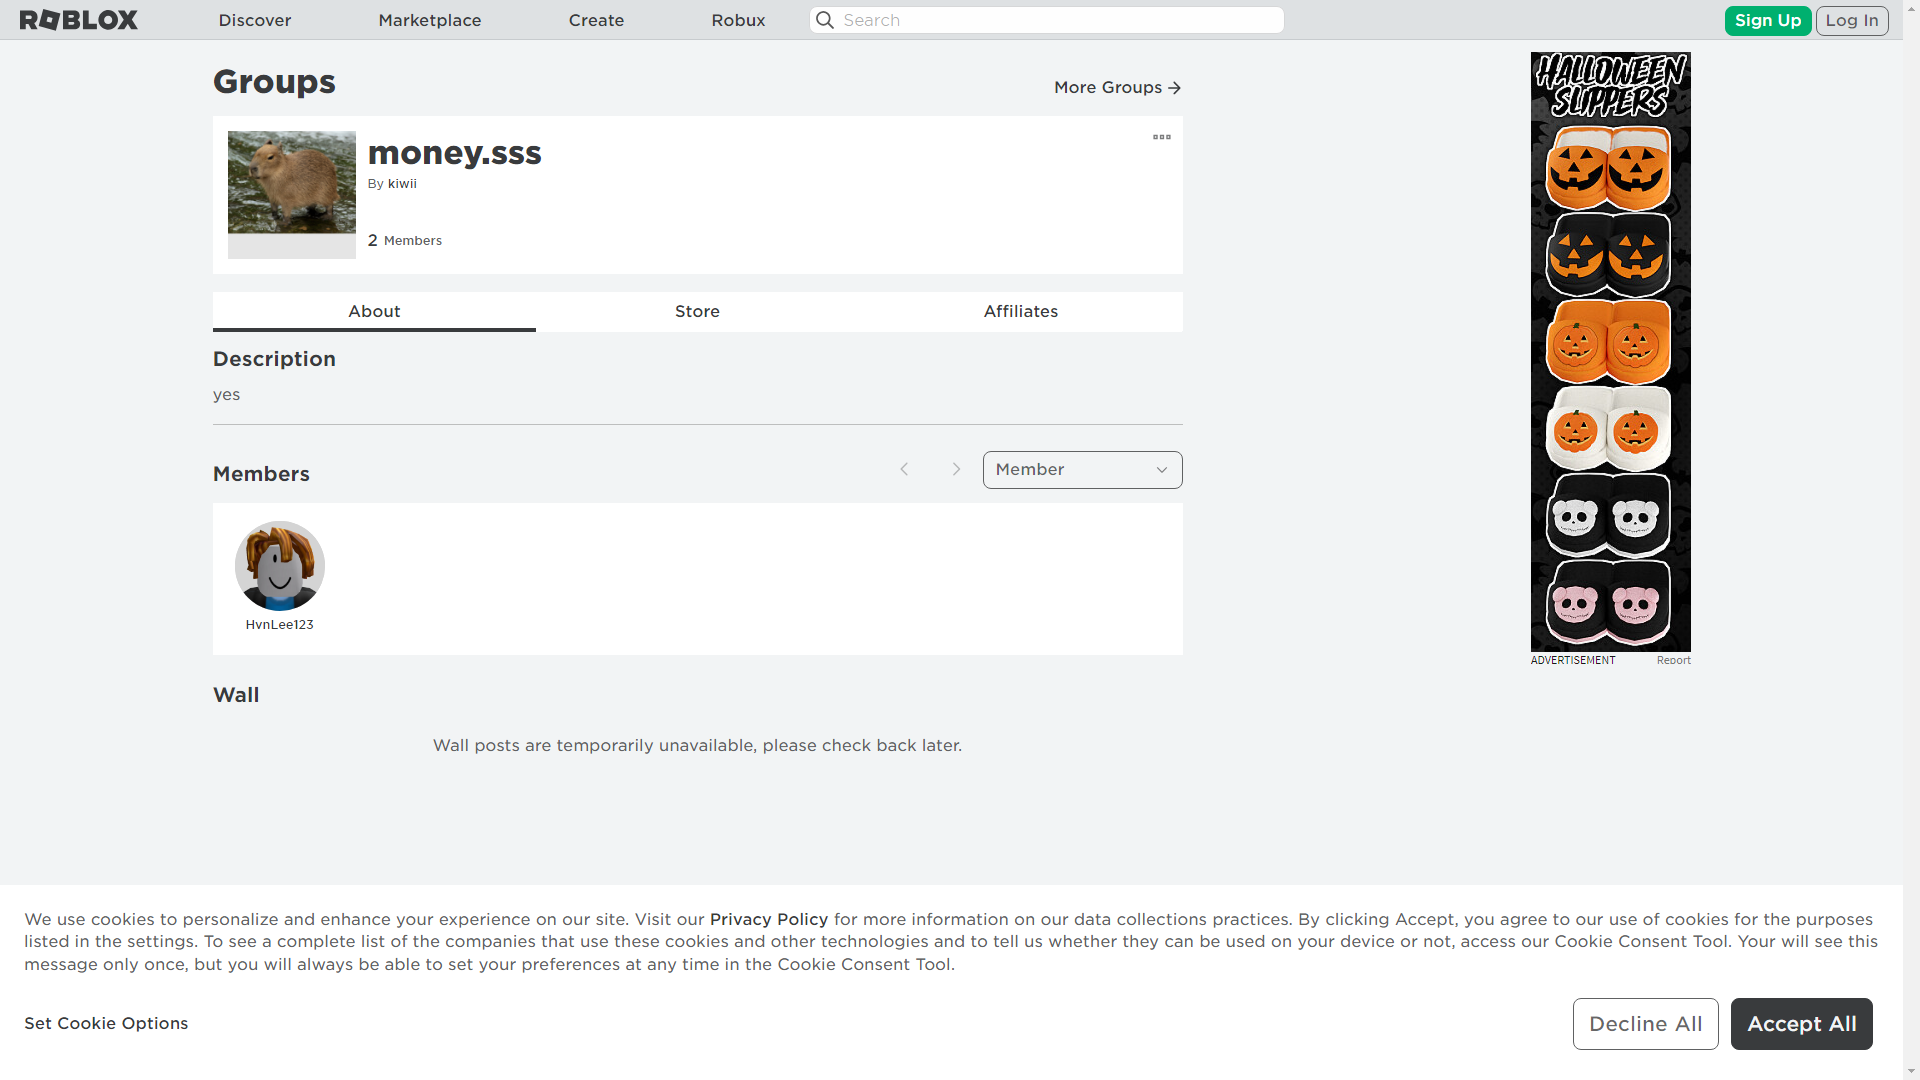 ROBLOX
Discover
Marketplace
Create
Robux
Search
Sign Up
Log In
Groups
More Groups
money.sss
By kiwii
2 Members
About
Store
Affiliates
Description
yes
Members
Member
HvnLee123
Wall
Wall posts are temporarily unavailable, please check back later.
HALLOWEEN
SLIPPERS
ADVERTISEMENT
Report
We use cookies to personalize and enhance your experience on our site. Visit our Privacy Policy for more information on our data collections practices. By clicking Accept, you agree to our use of cookies for the purposes
listed in the settings. To see a complete list of the companies that use these cookies and other technologies and to tell us whether they can be used on your device or not, access our Cookie Consent Tool. Your will see this
message only once, but you will always be able to set your preferences at any time in the Cookie Consent Tool.
Set Cookie Options
Decline All
Accept All